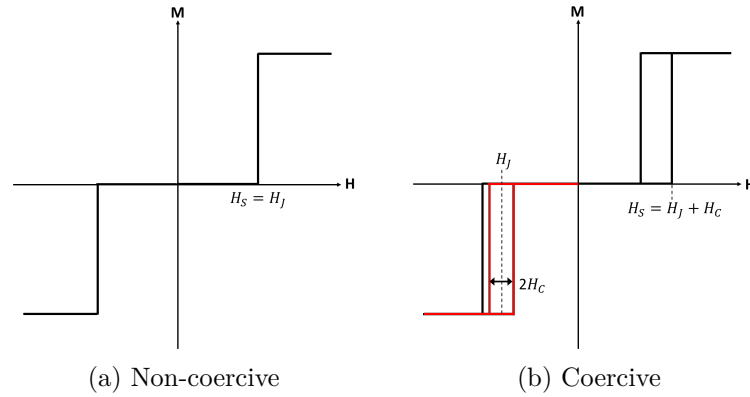 M
H
H_S = H_J
(a) Non-coercive
M
H_J
H
H_S = H_J + H_C
2H_C
(b) Coercive